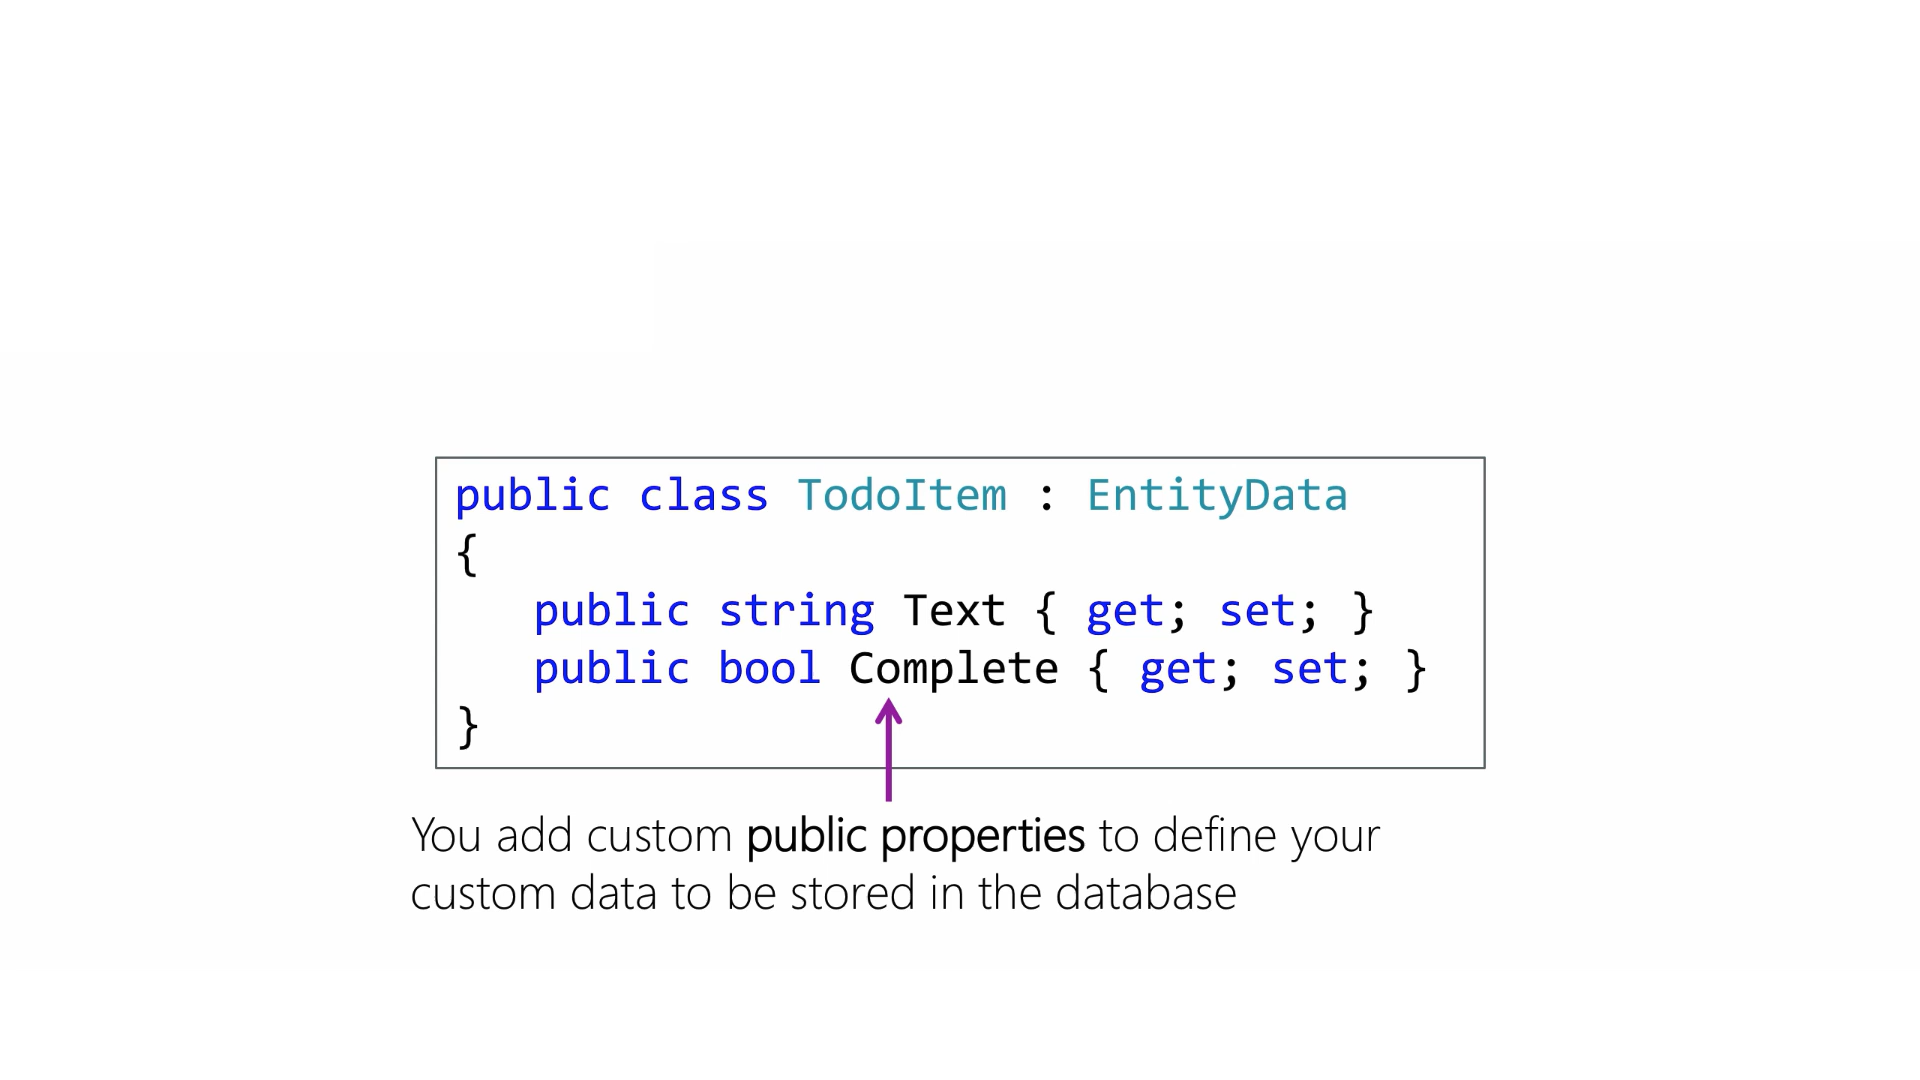 public class TodoItem : EntityData
{
public string Text { get; set; }
public bool Complete { get; set; }
}
You add custom public properties to define your
custom data to be stored in the database